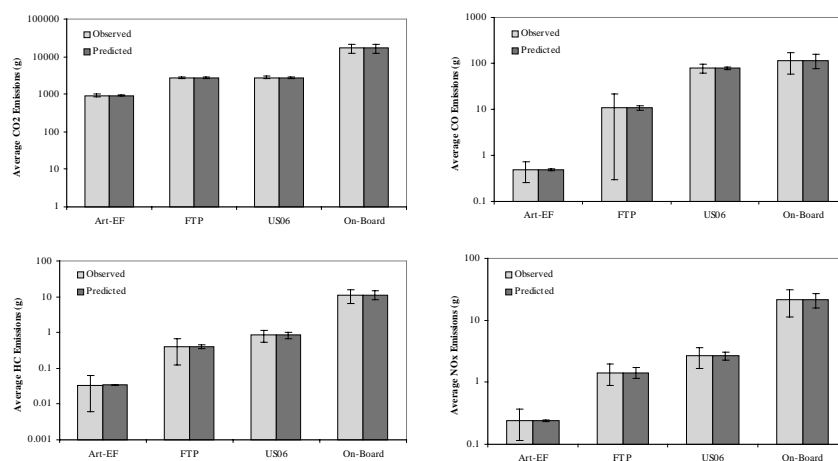 100000
10000
1000
100
10
1
Average CO2 Emissions (g)
Observed
Predicted
Art-EF FTP US06 On-Board
1000
100
10
1
0.1
Average CO Emissions (g)
Observed
Predicted
Art-EF FTP US06 On-Board
100
10
1
0.1
0.01
0.001
Average HC Emissions (g)
Observed
Predicted
Art-EF FTP US06 On-Board
100
10
1
0.1
Average NOx Emissions (g)
Observed
Predicted
Art-EF FTP US06 On-Board